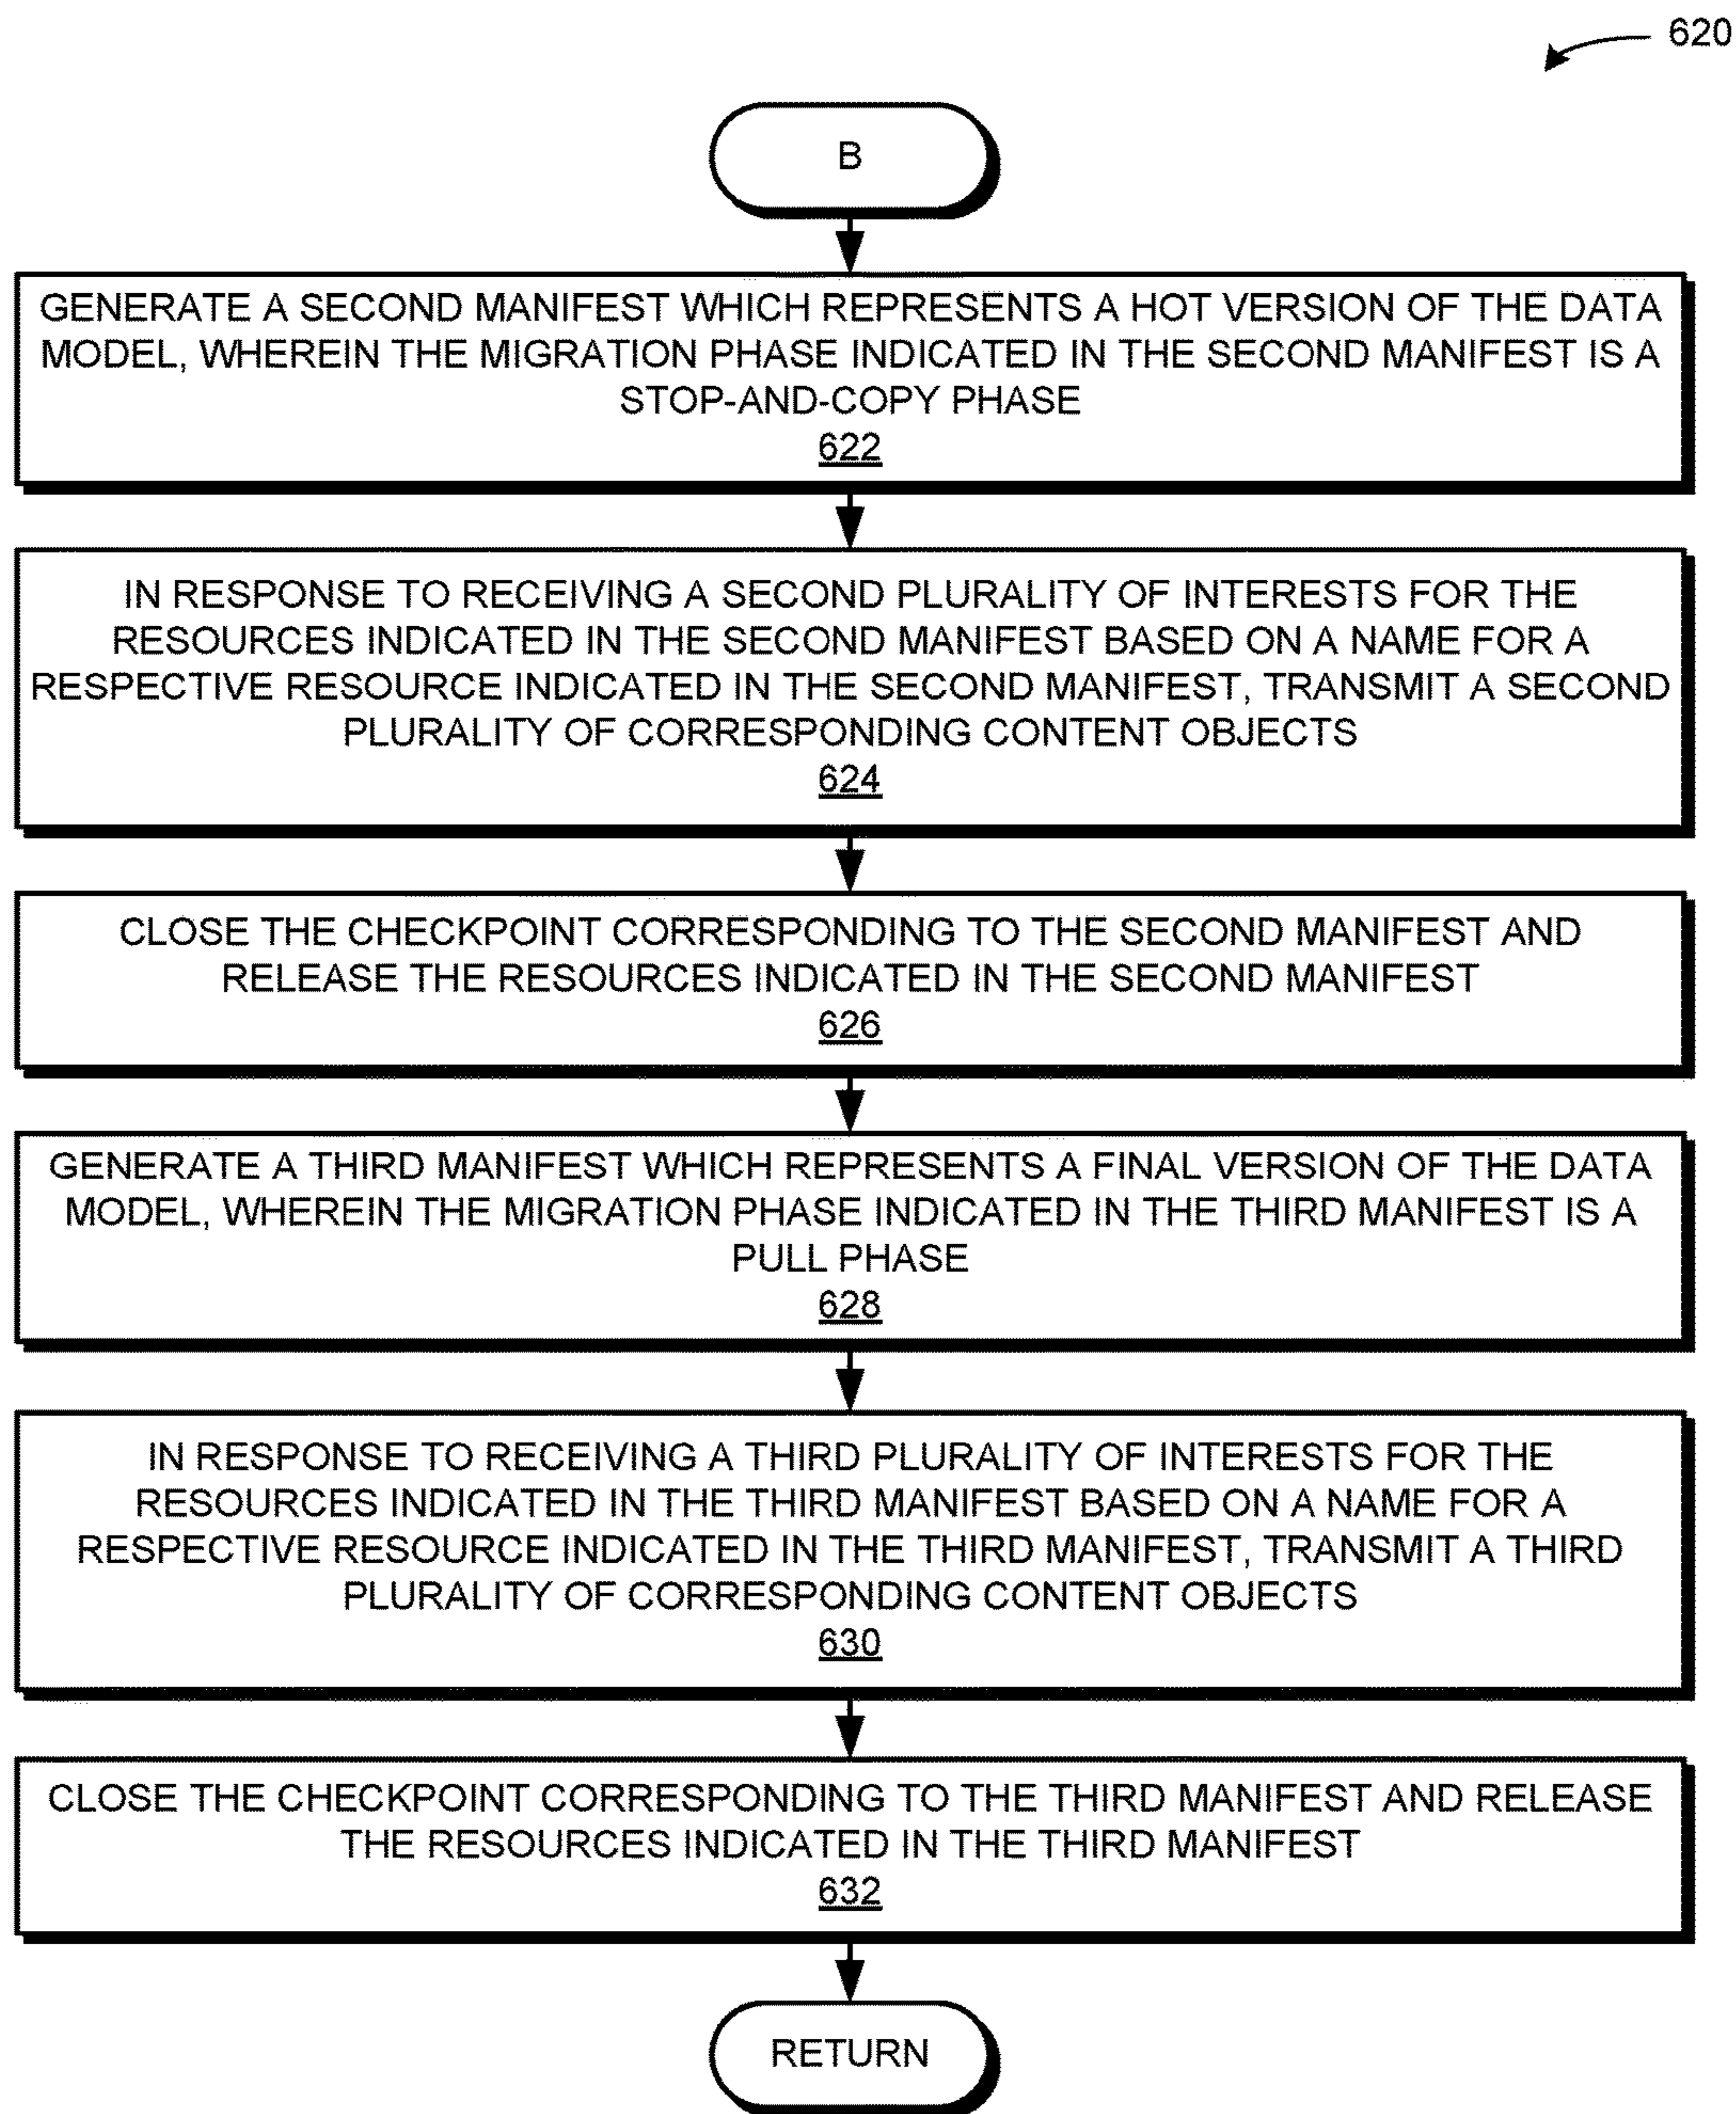 620
B
GENERATE A SECOND MANIFEST WHICH REPRESENTS A HOT VERSION OF THE DATA
MODEL, WHEREIN THE MIGRATION PHASE INDICATED IN THE SECOND MANIFEST IS A
STOP-AND-COPY PHASE
622
IN RESPONSE TO RECEIVING A SECOND PLURALITY OF INTERESTS FOR THE
RESOURCES INDICATED IN THE SECOND MANIFEST BASED ON A NAME FOR A
RESPECTIVE RESOURCE INDICATED IN THE SECOND MANIFEST, TRANSMIT A SECOND
PLURALITY OF CORRESPONDING CONTENT OBJECTS
624
CLOSE THE CHECKPOINT CORRESPONDING TO THE SECOND MANIFEST AND
RELEASE THE RESOURCES INDICATED IN THE SECOND MANIFEST
626
GENERATE A THIRD MANIFEST WHICH REPRESENTS A FINAL VERSION OF THE DATA
MODEL, WHEREIN THE MIGRATION PHASE INDICATED IN THE THIRD MANIFEST IS A
PULL PHASE
628
IN RESPONSE TO RECEIVING A THIRD PLURALITY OF INTERESTS FOR THE
RESOURCES INDICATED IN THE THIRD MANIFEST BASED ON A NAME FOR A
RESPECTIVE RESOURCE INDICATED IN THE THIRD MANIFEST, TRANSMIT A THIRD
PLURALITY OF CORRESPONDING CONTENT OBJECTS
630
CLOSE THE CHECKPOINT CORRESPONDING TO THE THIRD MANIFEST AND RELEASE
THE RESOURCES INDICATED IN THE THIRD MANIFEST
632
RETURN